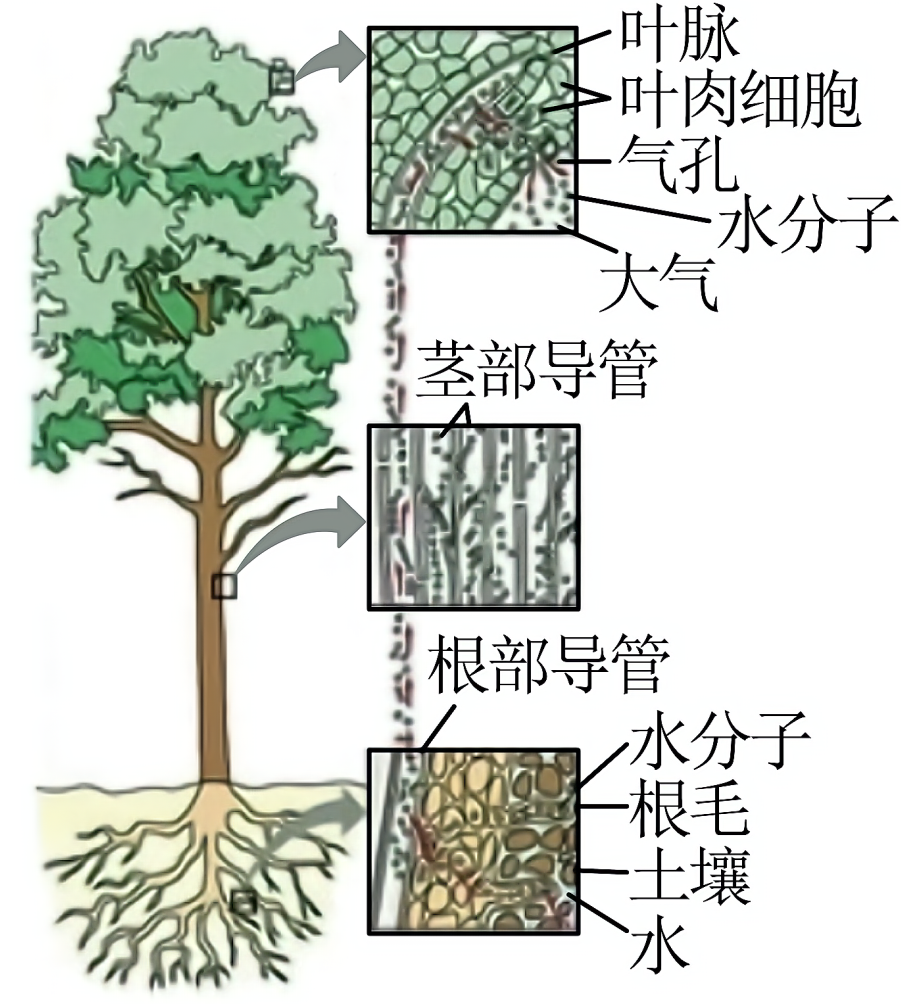 叶脉
叶肉细胞
气孔
水分子
大气
茎部导管
根部导管
水分子
根毛
土壤
水